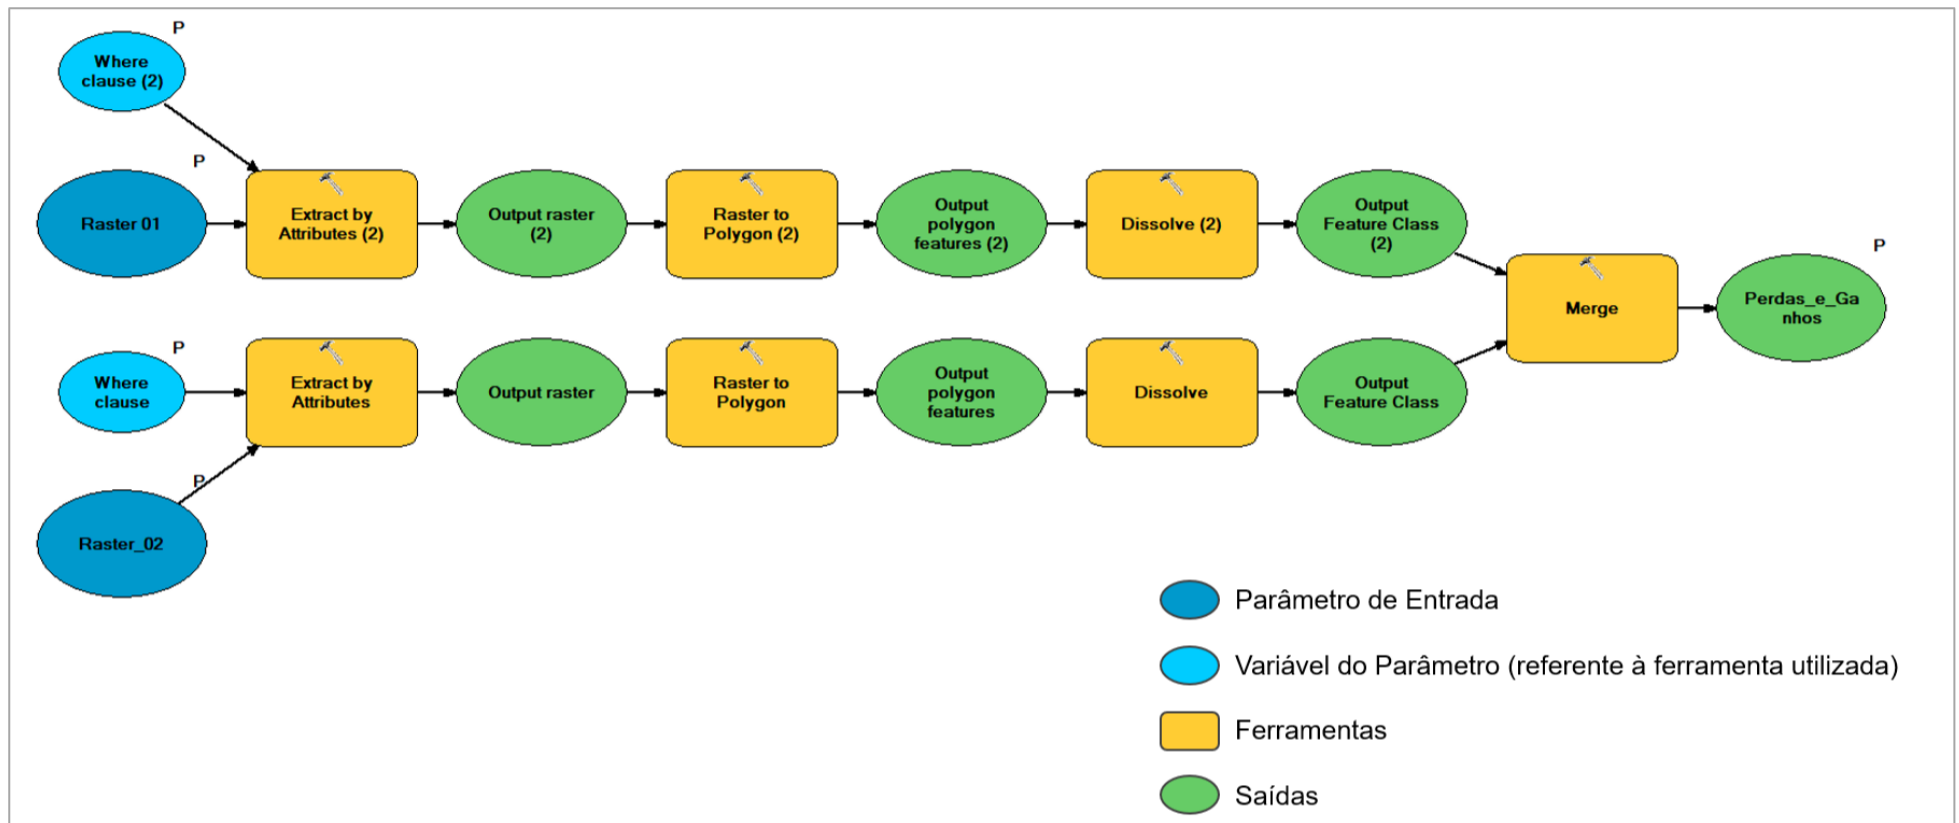 P
Where
clause (2)
P
Raster 01
Extract by
Attributes (2)
Output raster
(2)
Raster to
Polygon (2)
Output
polygon
features (2)
Dissolve (2)
Output
Feature Class
(2)
P
Merge
Perdas_e_Ga
nhos
P
Where
clause
Extract by
Attributes
Output raster
Raster to
Polygon
Output
polygon
features
Dissolve
Output
Feature Class
P
Raster_02
Parâmetro de Entrada
Variável do Parâmetro (referente à ferramenta utilizada)
Ferramentas
Saídas